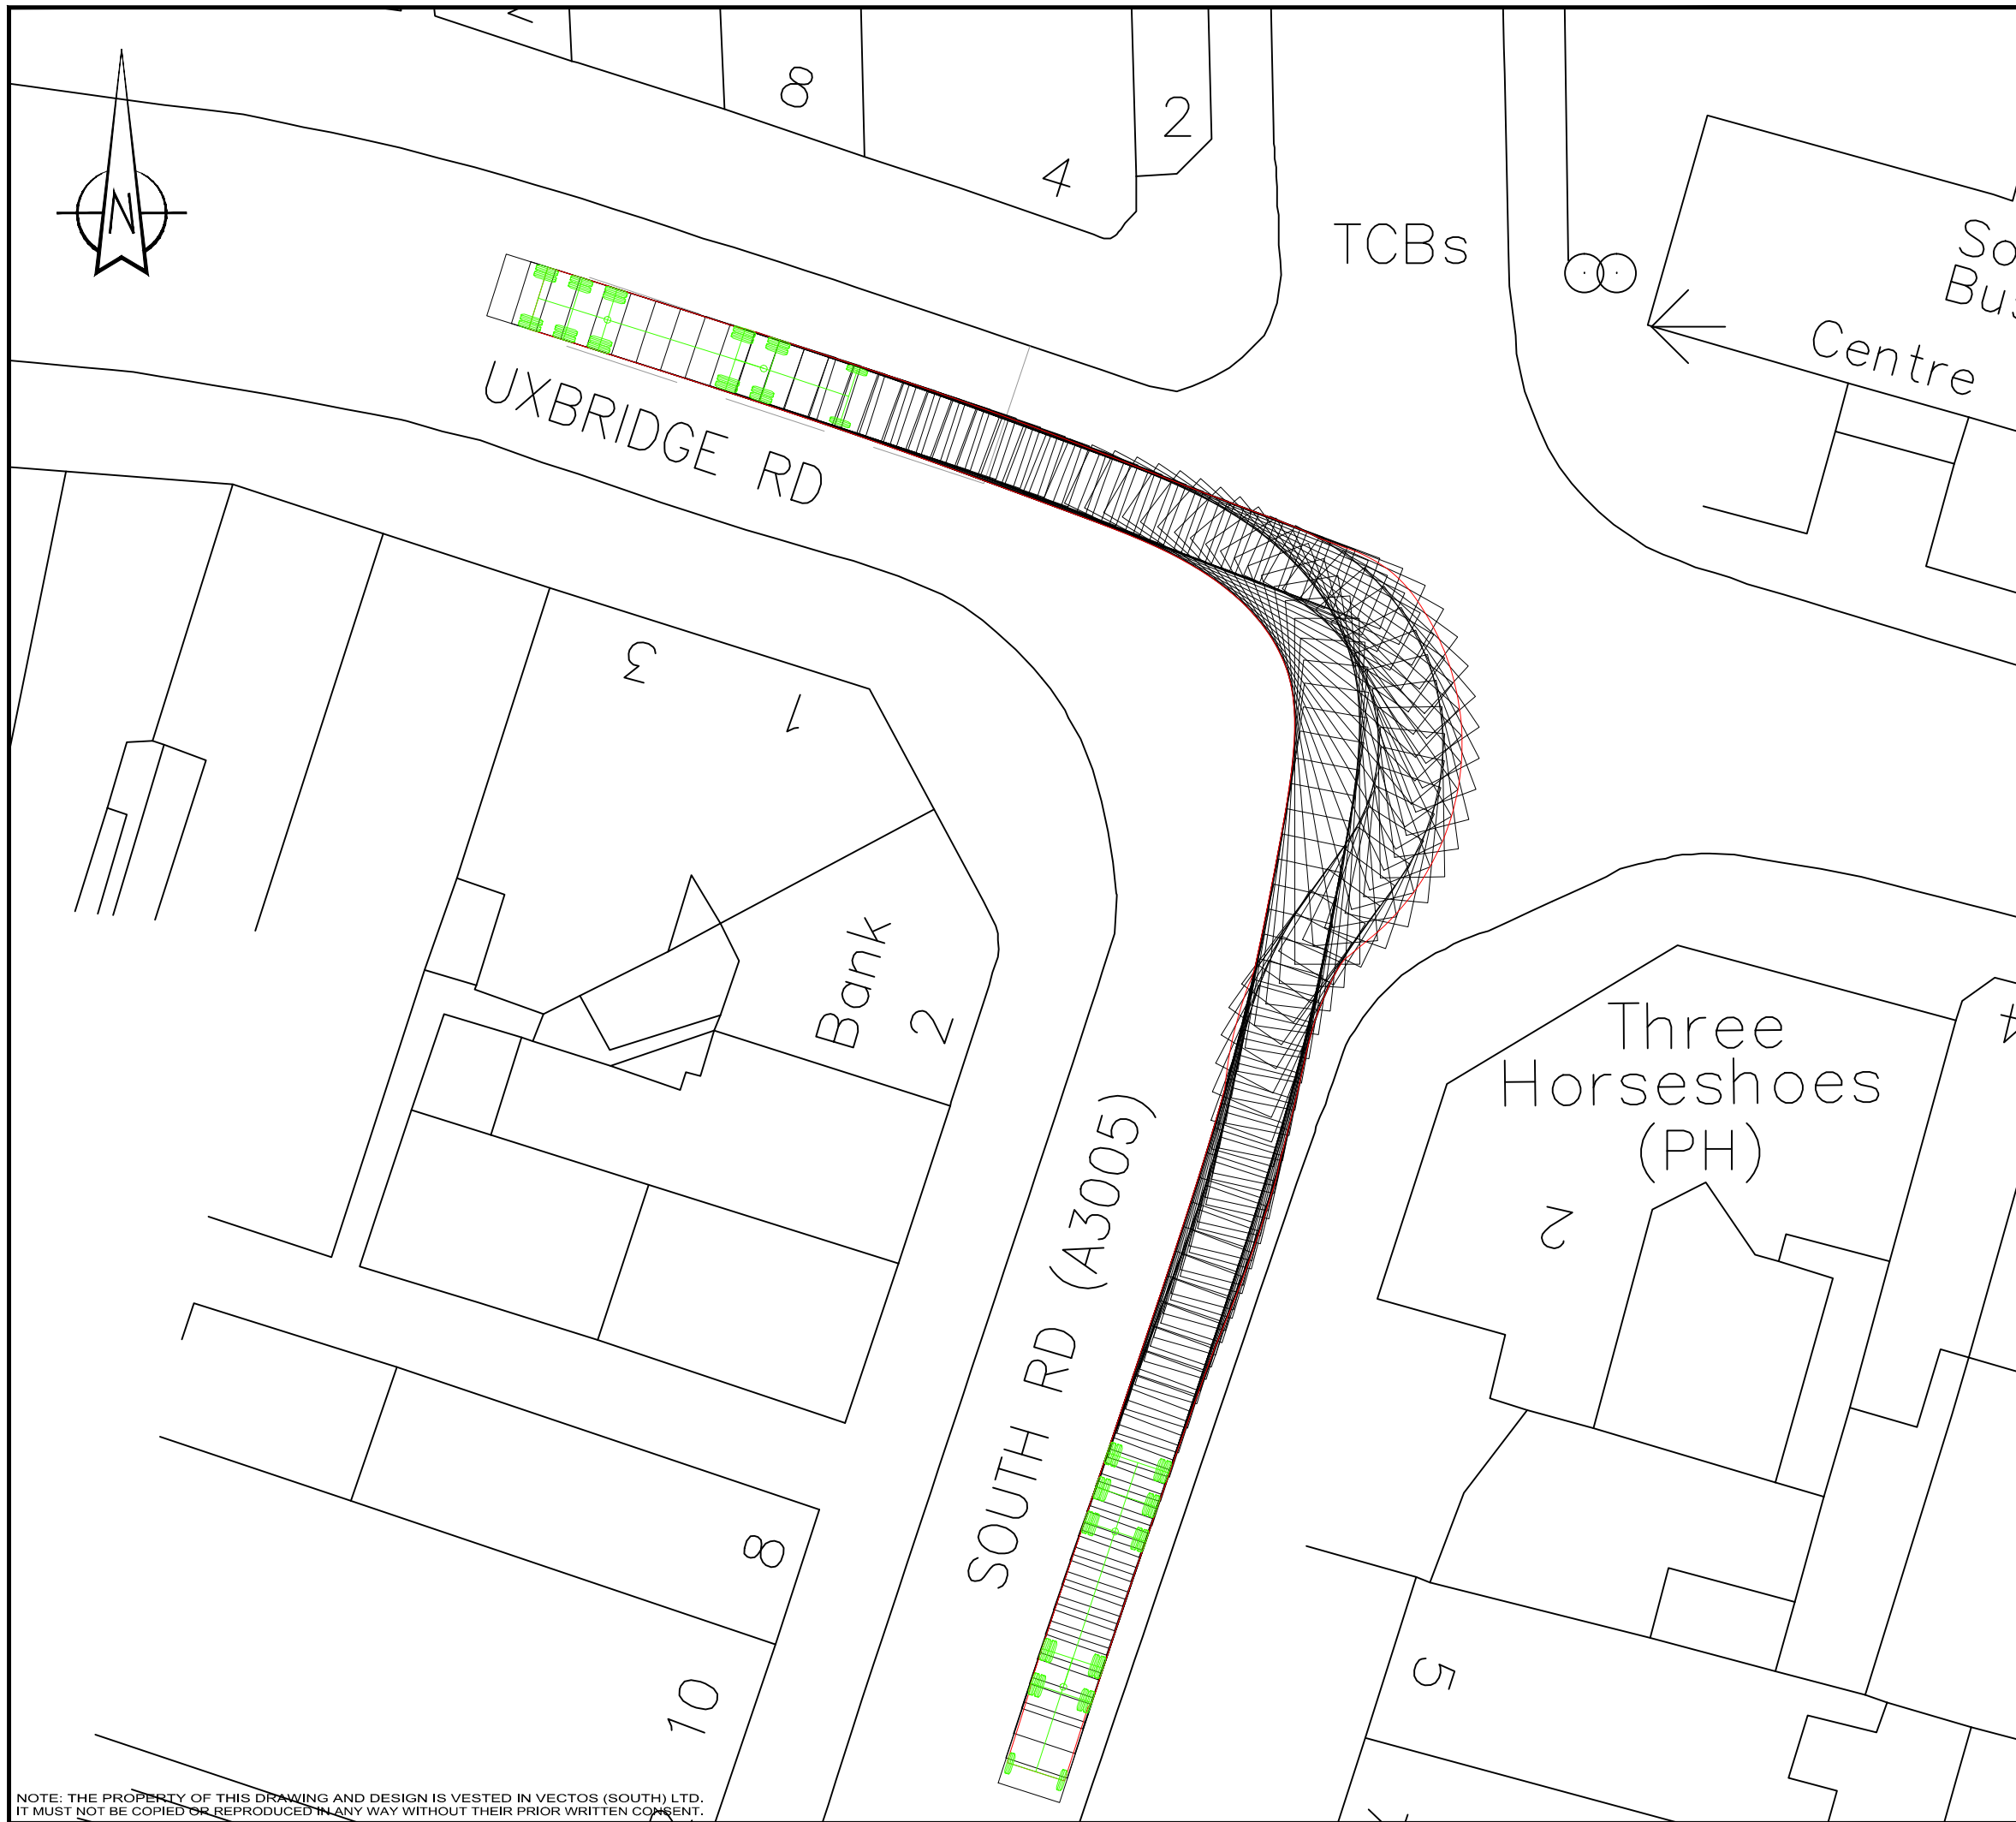 N
8
2
4
TCBs
Centre
UXBRIDGE RD
3
1
Bank
2
Three
Horseshoes
(PH)
4
2
SOUTH RD (A3005)
8
10
5
NOTE: THE PROPERTY OF THIS DRAWING AND DESIGN IS VESTED IN VECTOS (SOUTH) LTD.
IT MUST NOT BE COPIED OR REPRODUCED IN ANY WAY WITHOUT THEIR PRIOR WRITTEN CONSENT.